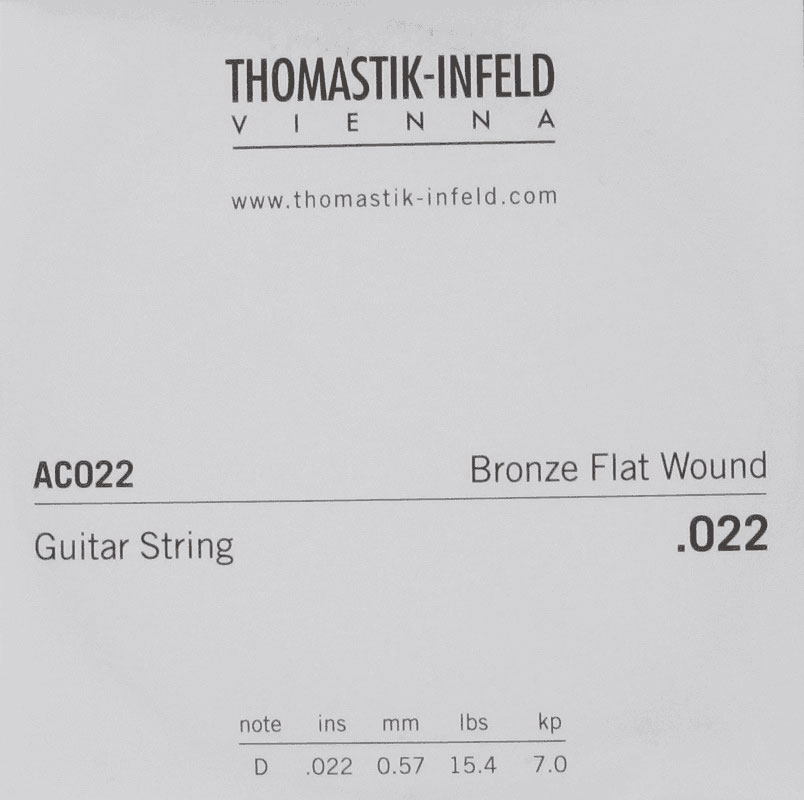 THOMASTIK-INFELD
VIENNA
www.thomastik-infeld.com
AC022 Bronze Flat Wound
Guitar String .022
note ins mm lbs kp
D .022 0.57 15.4 7.0